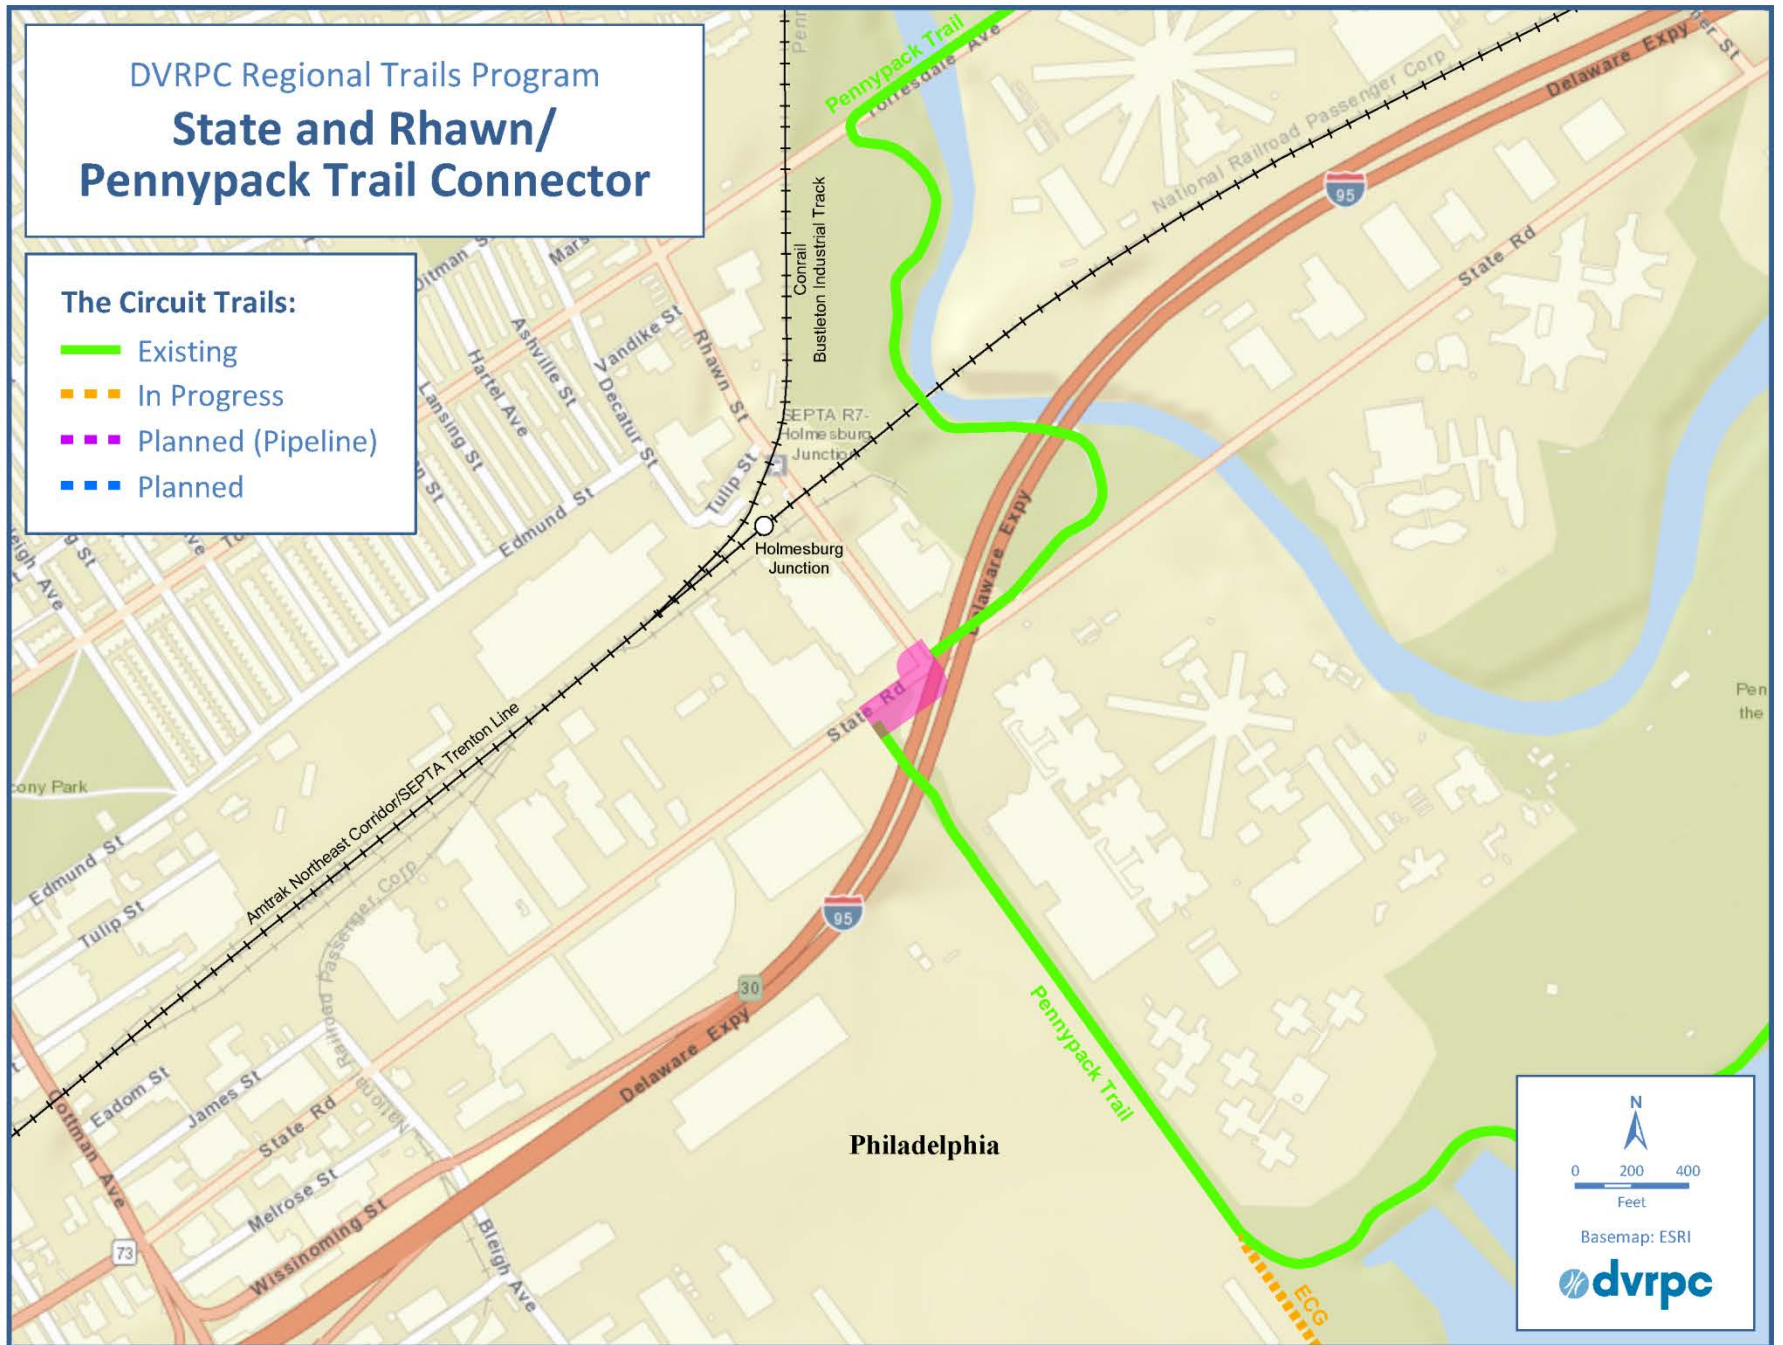 DVRPC Regional Trails Program
State and Rhawn/
Pennypack Trail Connector
The Circuit Trails:
Existing
In Progress
Planned (Pipeline)
Planned
Pennypack Trail
Torresdale Ave
Delaware Expy
Delaware Expy
National Railroad Passenger Corp
95
State Rd
Conrail
Bustleton Industrial Track
Ditman St
Vandike St
Ashville St
Hartel Ave
Lansing St
Decatur St
Rhawn St
Tulip St
Edmund St
SEPTA R7-
Holmesburg
Junction
Holmesburg
Junction
Delaware Expy
State Rd
Amtrak Northeast Corridor/SEPTA Trenton Line
Edmund St
Tulip St
Railroad Passenger Corp
95
30
Delaware Expy
Pennypack Trail
Cottman Ave
Eadom St
James St
State Rd
Melrose St
Wissinoming St
Bleigh Ave
73
Philadelphia
ECG
N
0 200 400
Feet
Basemap: ESRI
dvrpc